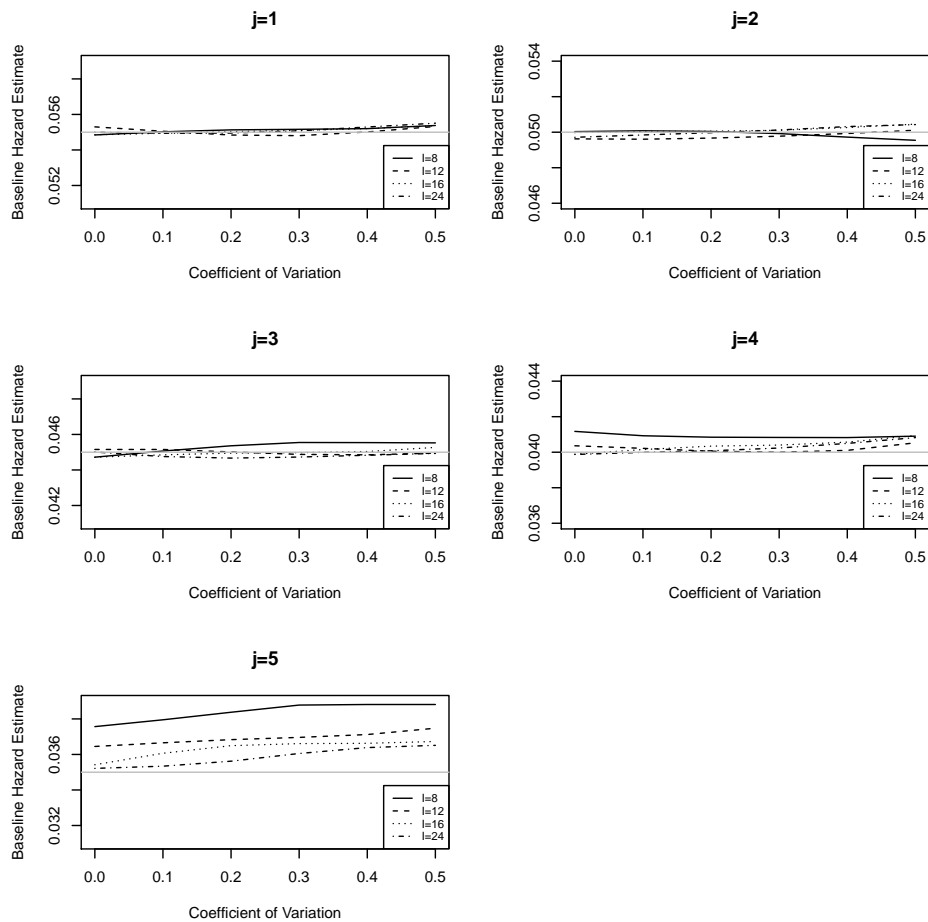 j=1
Baseline Hazard Estimate
0.052 0.056
l=8
l=12
l=16
l=24
0.0 0.1 0.2 0.3 0.4 0.5
Coefficient of Variation
j=2
Baseline Hazard Estimate
0.046 0.050 0.054
l=8
l=12
l=16
l=24
0.0 0.1 0.2 0.3 0.4 0.5
Coefficient of Variation
j=3
Baseline Hazard Estimate
0.042 0.046
l=8
l=12
l=16
l=24
0.0 0.1 0.2 0.3 0.4 0.5
Coefficient of Variation
j=4
Baseline Hazard Estimate
0.036 0.040 0.044
l=8
l=12
l=16
l=24
0.0 0.1 0.2 0.3 0.4 0.5
Coefficient of Variation
j=5
Baseline Hazard Estimate
0.032 0.036
l=8
l=12
l=16
l=24
0.0 0.1 0.2 0.3 0.4 0.5
Coefficient of Variation